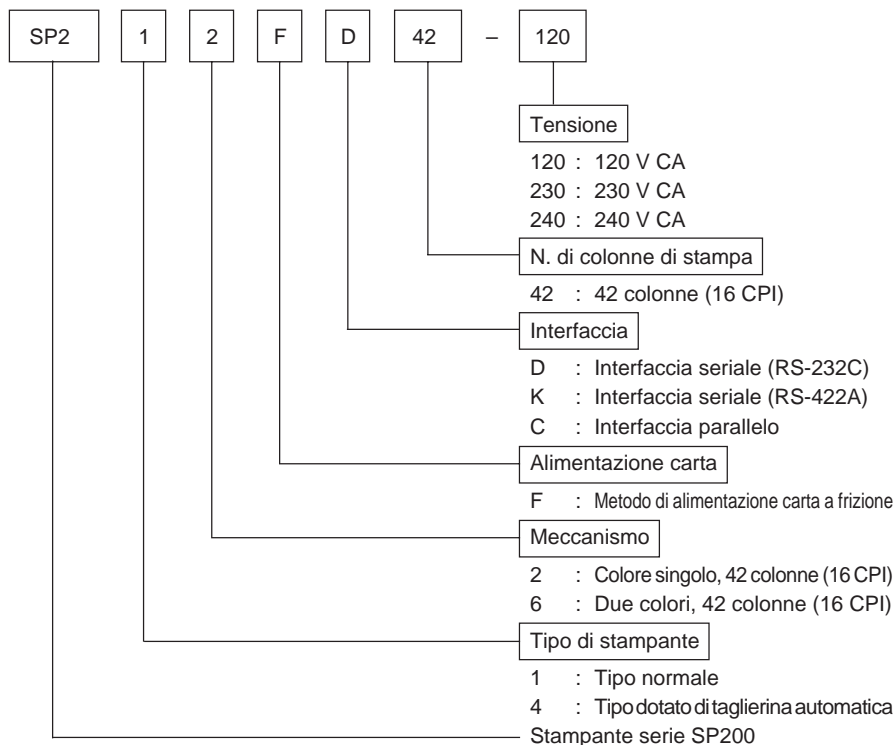 SP2 1 2 F D 42 – 120
Tensione
120 : 120 V CA
230 : 230 V CA
240 : 240 V CA
N. di colonne di stampa
42 : 42 colonne (16 CPI)
Interfaccia
D : Interfaccia seriale (RS-232C)
K : Interfaccia seriale (RS-422A)
C : Interfaccia parallelo
Alimentazione carta
F : Metodo di alimentazione carta a frizione
Meccanismo
2 : Colore singolo, 42 colonne (16 CPI)
6 : Due colori, 42 colonne (16 CPI)
Tipo di stampante
1 : Tipo normale
4 : Tipo dotato di taglierina automatica
Stampante serie SP200